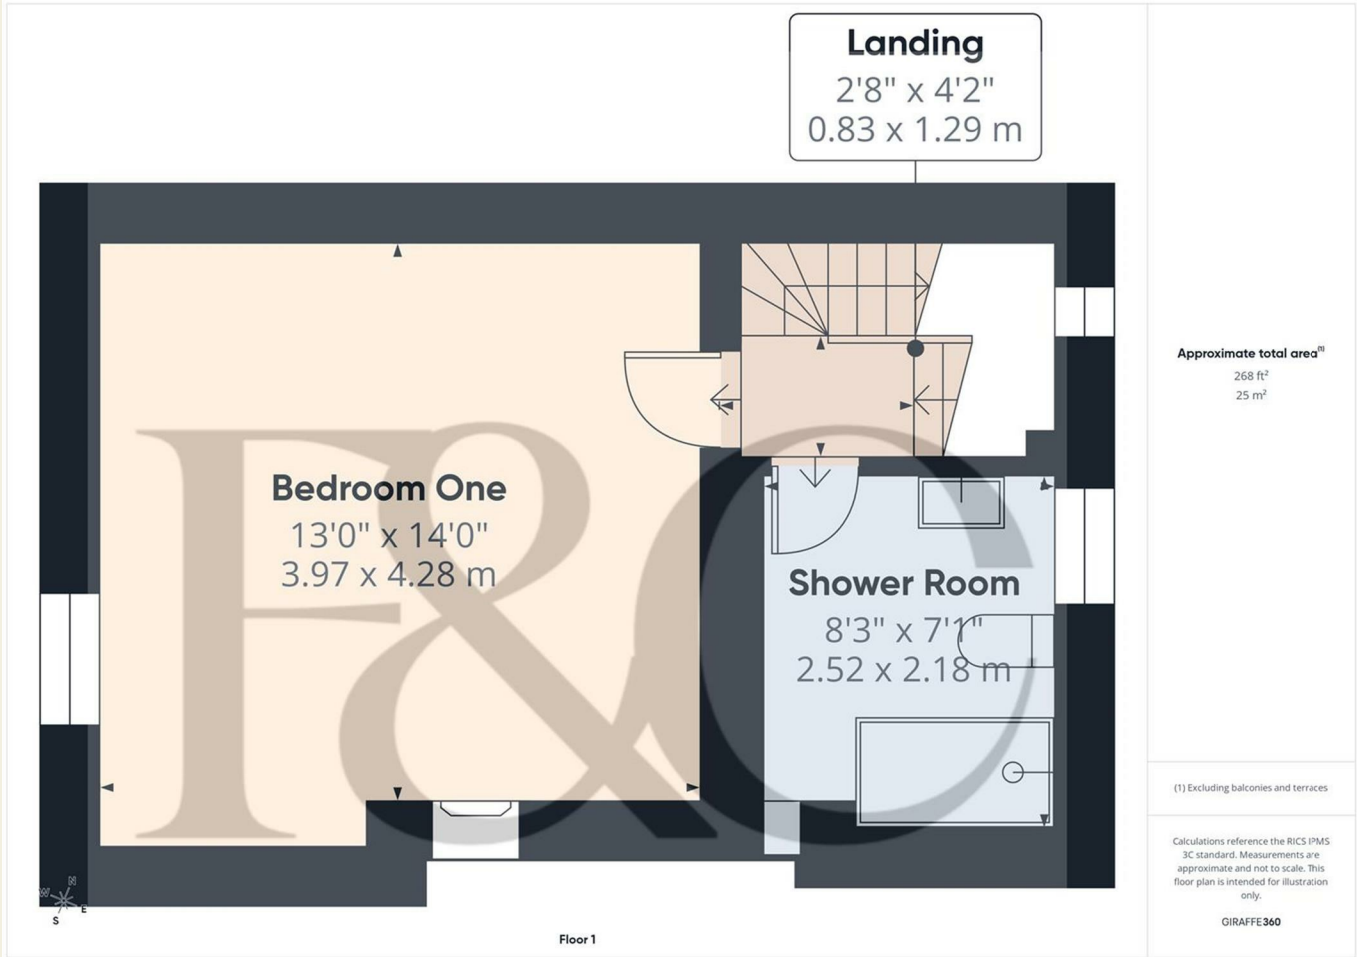 Landing
2'8" x 4'2"
0.83 x 1.29 m
Bedroom One
13'0" x 14'0"
3.97 x 4.28 m
Shower Room
8'3" x 7'1"
2.52 x 2.18 m
F&C
N
W
E
S
Floor 1
Approximate total area(1)
268 ft²
25 m²
(1) Excluding balconies and terraces
Calculations reference the RICS IPMS
3C standard. Measurements are
approximate and not to scale. This
floor plan is intended for illustration
only.
GIRAFFE360